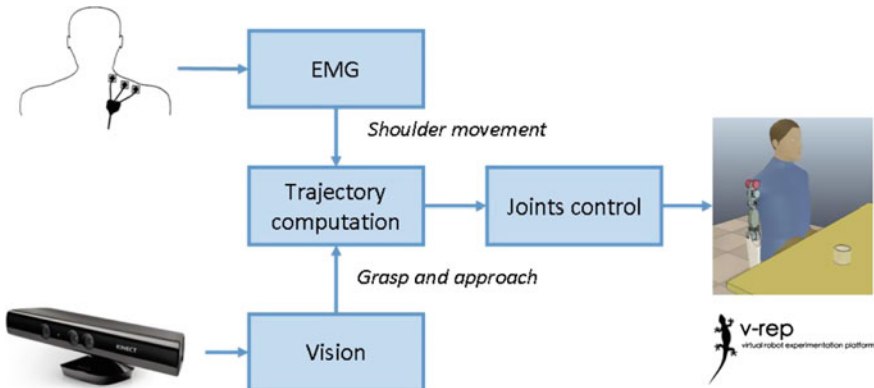 EMG
Shoulder movement
Trajectory
computation
Joints control
Grasp and approach
KINECT
Vision
v-rep
virtual robot experimentation platform